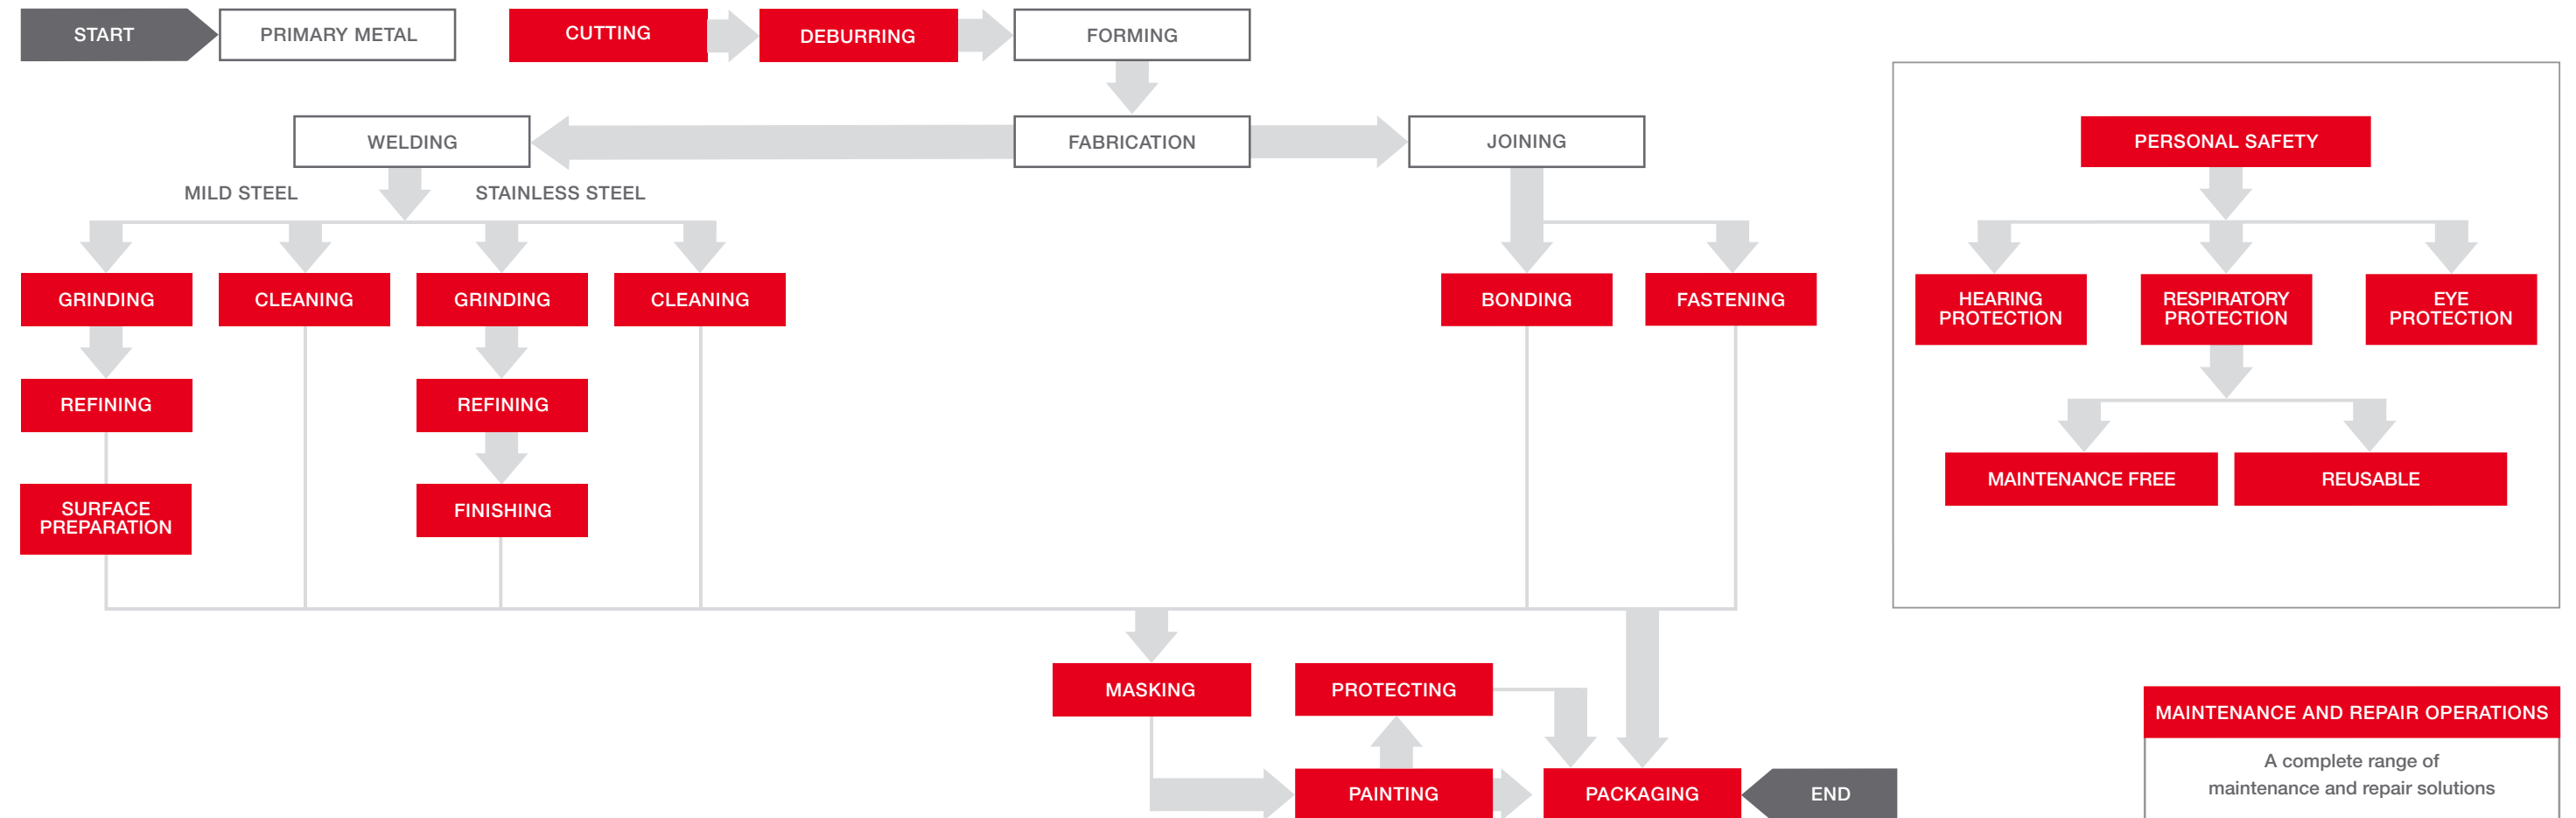 START
PRIMARY METAL
CUTTING
DEBURRING
FORMING
WELDING
FABRICATION
JOINING
PERSONAL SAFETY
MILD STEEL
STAINLESS STEEL
GRINDING
CLEANING
GRINDING
CLEANING
BONDING
FASTENING
HEARING
PROTECTION
RESPIRATORY
PROTECTION
EYE
PROTECTION
REFINING
REFINING
MAINTENANCE FREE
REUSABLE
SURFACE
PREPARATION
FINISHING
MASKING
PROTECTING
MAINTENANCE AND REPAIR OPERATIONS
A complete range of
maintenance and repair solutions
PAINTING
PACKAGING
END